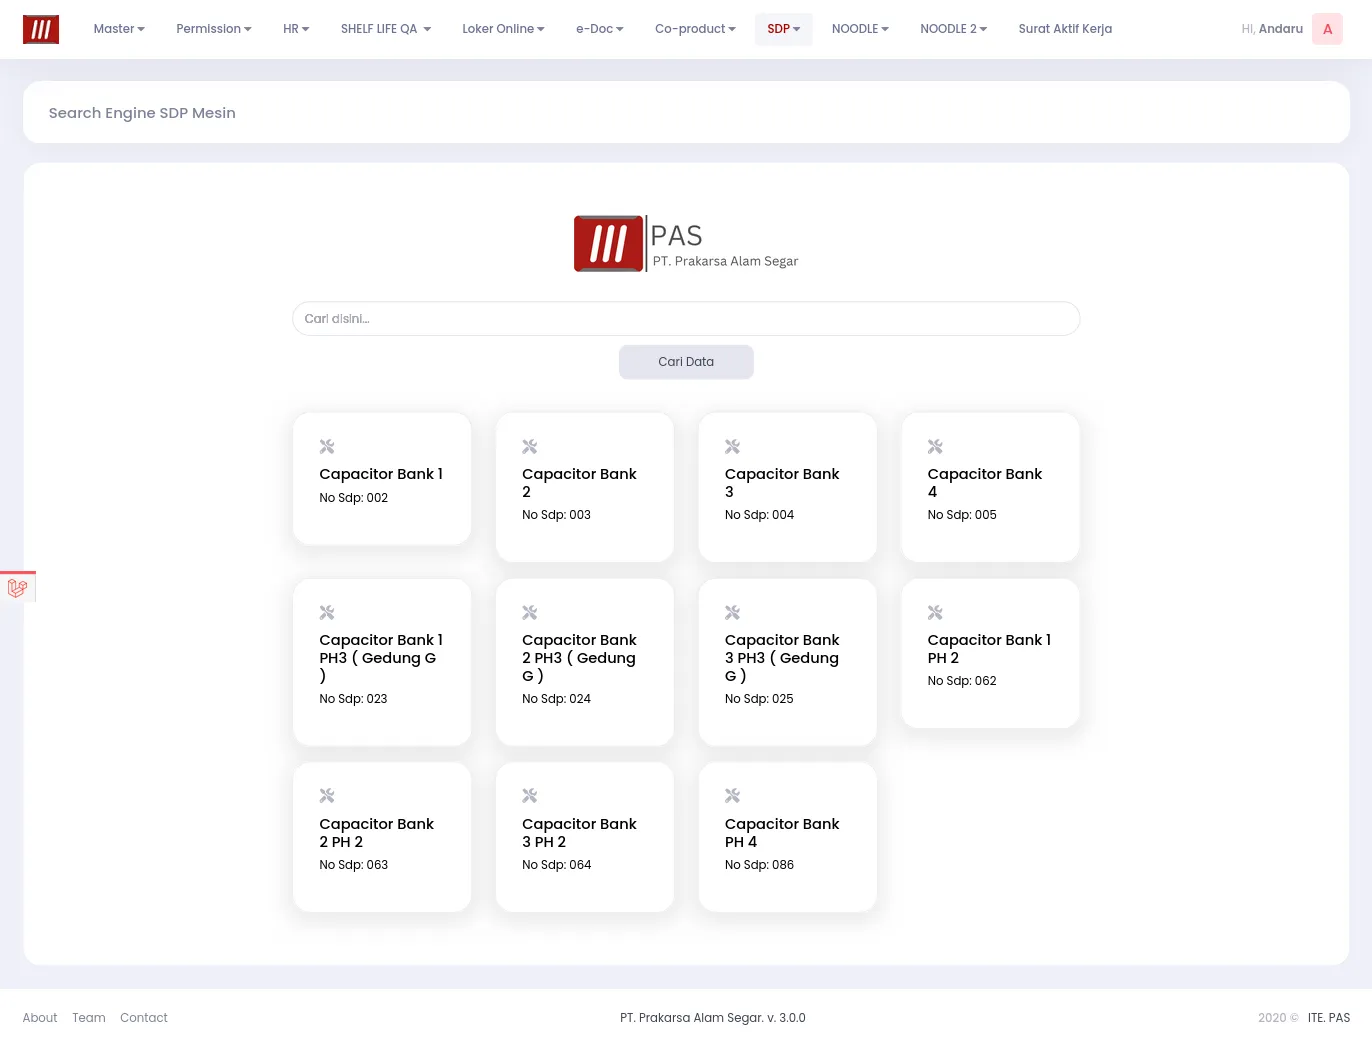 Master Permission HR SHELF LIFE QA Loker Online e-Doc Co-product SDP NOODLE NOODLE 2 Surat Aktif Kerja Hi, Andaru A
Search Engine SDP Mesin
PAS
PT. Prakarsa Alam Segar
Cari disini...
Cari Data
Capacitor Bank 1
No Sdp: 002
Capacitor Bank
2
No Sdp: 003
Capacitor Bank
3
No Sdp: 004
Capacitor Bank
4
No Sdp: 005
Capacitor Bank 1
PH3 ( Gedung G
)
No Sdp: 023
Capacitor Bank
2 PH3 ( Gedung
G )
No Sdp: 024
Capacitor Bank
3 PH3 ( Gedung
G )
No Sdp: 025
Capacitor Bank 1
PH 2
No Sdp: 062
Capacitor Bank
2 PH 2
No Sdp: 063
Capacitor Bank
3 PH 2
No Sdp: 064
Capacitor Bank
PH 4
No Sdp: 086
About Team Contact PT. Prakarsa Alam Segar. v. 3.0.0 2020 © ITE. PAS